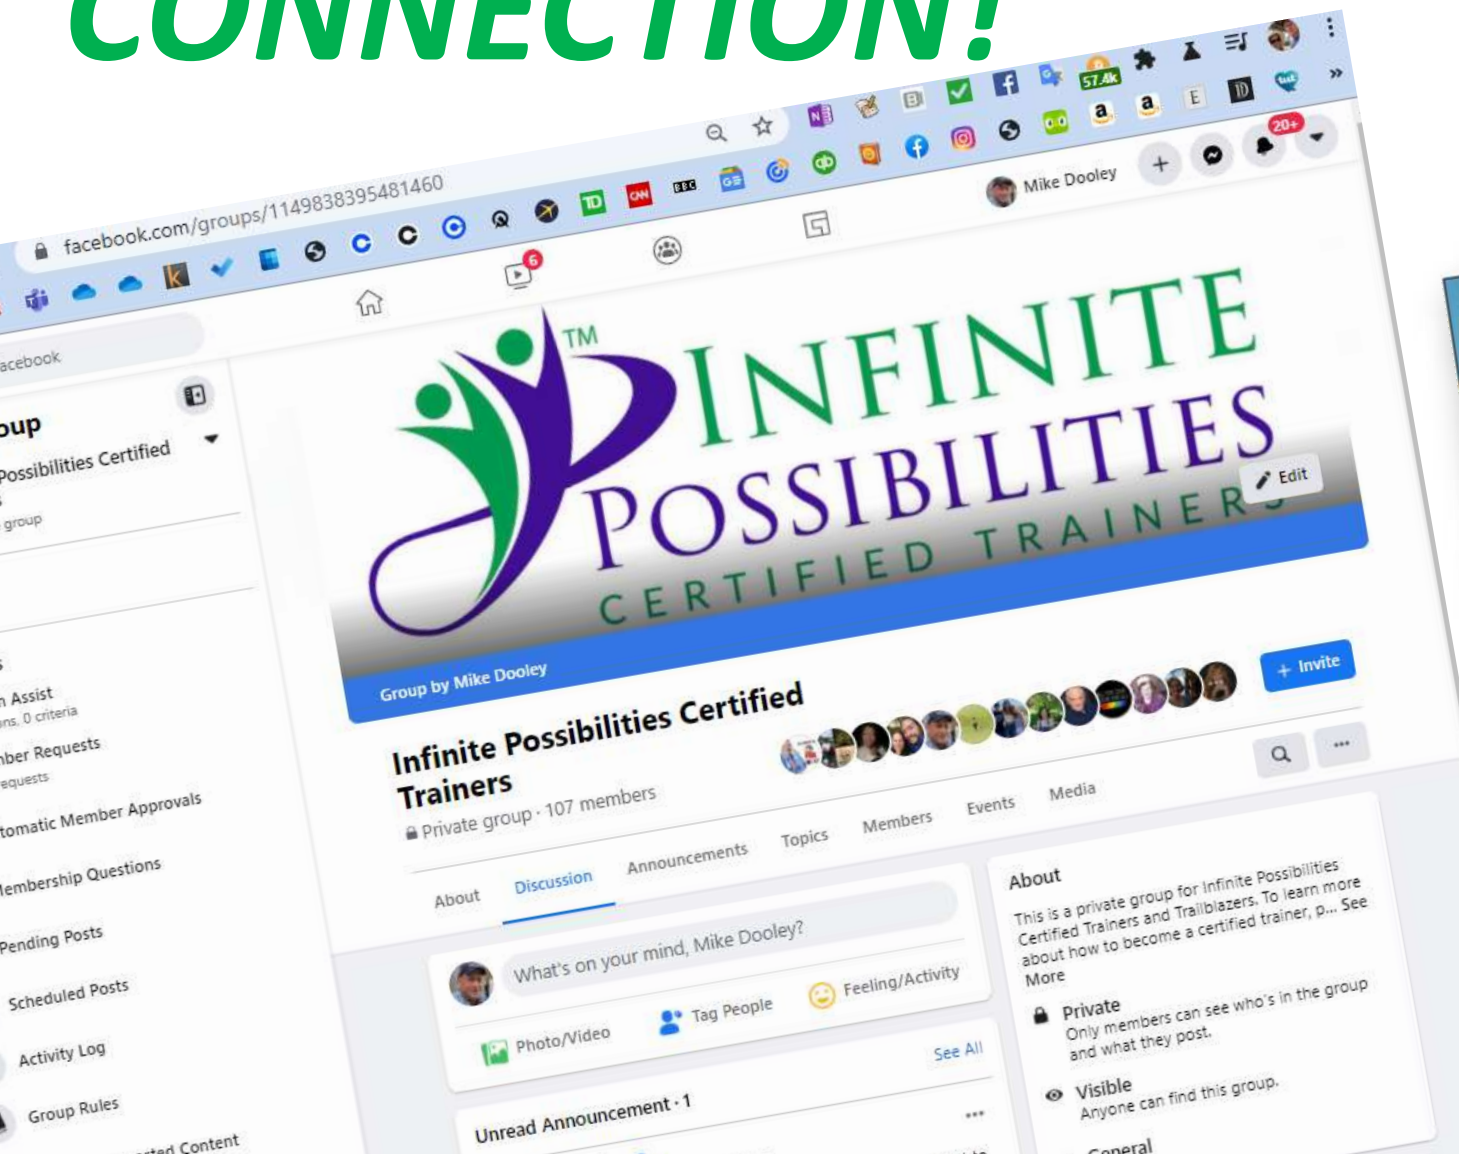 CONNECTION!
facebook.com/groups/1149838395481460
57.4k
20+
Mike Dooley
6
acebook
oup
Possibilities Certified
group
TM
INFINITE
POSSIBILITIES
CERTIFIED TRAINERS
Edit
Group by Mike Dooley
Infinite Possibilities Certified
Trainers
Private group · 107 members
+ Invite
About
Discussion
Announcements
Topics
Members
Events
Media
n Assist
ons, 0 criteria
nber Requests
equests
tomatic Member Approvals
embership Questions
Pending Posts
Scheduled Posts
Activity Log
Group Rules
rted Content
What's on your mind, Mike Dooley?
Photo/Video
Tag People
Feeling/Activity
Unread Announcement · 1
See All
About
This is a private group for Infinite Possibilities
Certified Trainers and Trailblazers. To learn more
about how to become a certified trainer, p... See
More
Private
Only members can see who's in the group
and what they post.
Visible
Anyone can find this group.
General